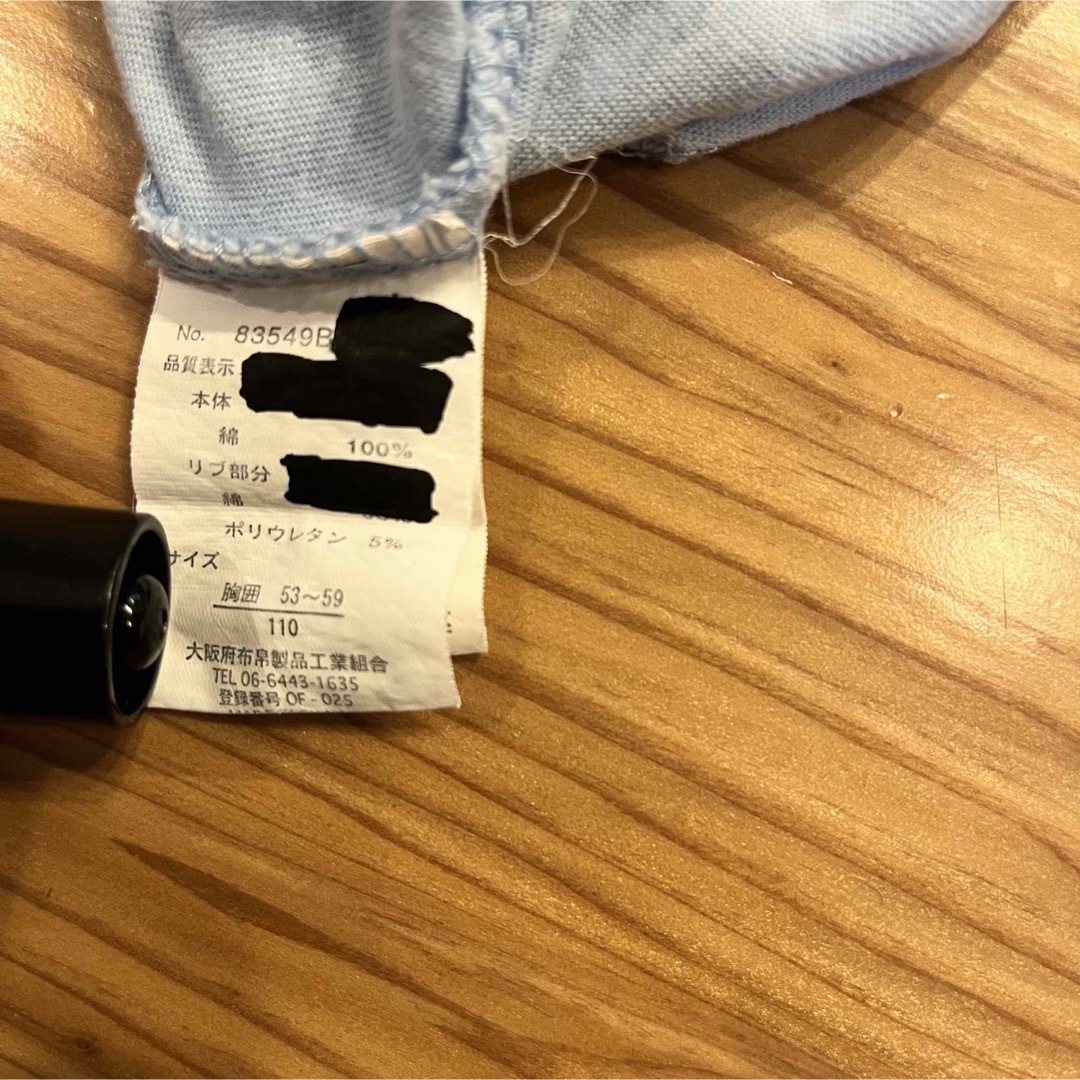 No. 83549B
品質表示
本体
綿 100%
リブ部分
綿
ポリウレタン 5%
サイズ
胸囲 53～59
110
大阪府布帛製品工業組合
TEL 06-6443-1635
登録番号 OF-025